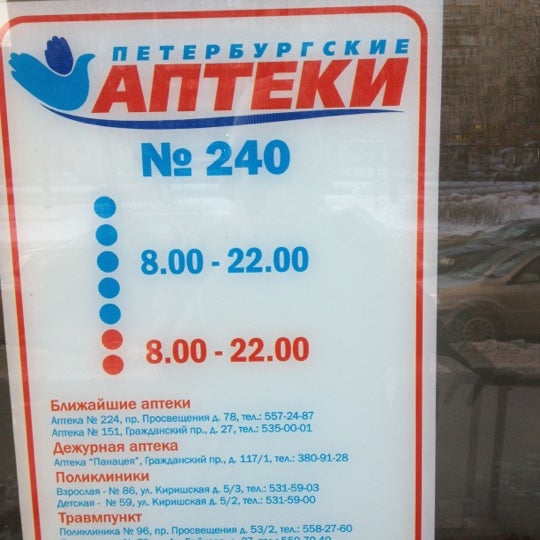 ПЕТЕРБУРГСКИЕ
АПТЕКИ
№ 240
8.00 - 22.00
8.00 - 22.00
Ближайшие аптеки
Аптека № 224, пр. Просвещения д. 78, тел.: 557-24-87
Аптека № 151, Гражданский пр., д. 27, тел.: 535-00-01
Дежурная аптека
Аптека "Панацея", Гражданский пр., д. 117/1, тел.: 380-91-28
Поликлиники
Взрослая - № 86, ул. Киришская д. 5/3, тел.: 531-59-03
Детская - № 59, ул. Киришская д. 5/2, тел.: 531-59-00
Травмпункт
Поликлиника № 96, пр. Просвещения д. 53/2, тел.: 558-27-60